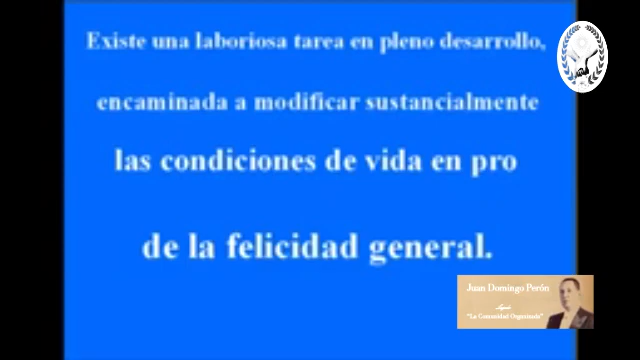 Existe una laboriosa tarea en pleno desarrollo,
encaminada a modificar sustancialmente
las condiciones de vida en pro
de la felicidad general.
Juan Domingo Perón
"La Comunidad Organizada"